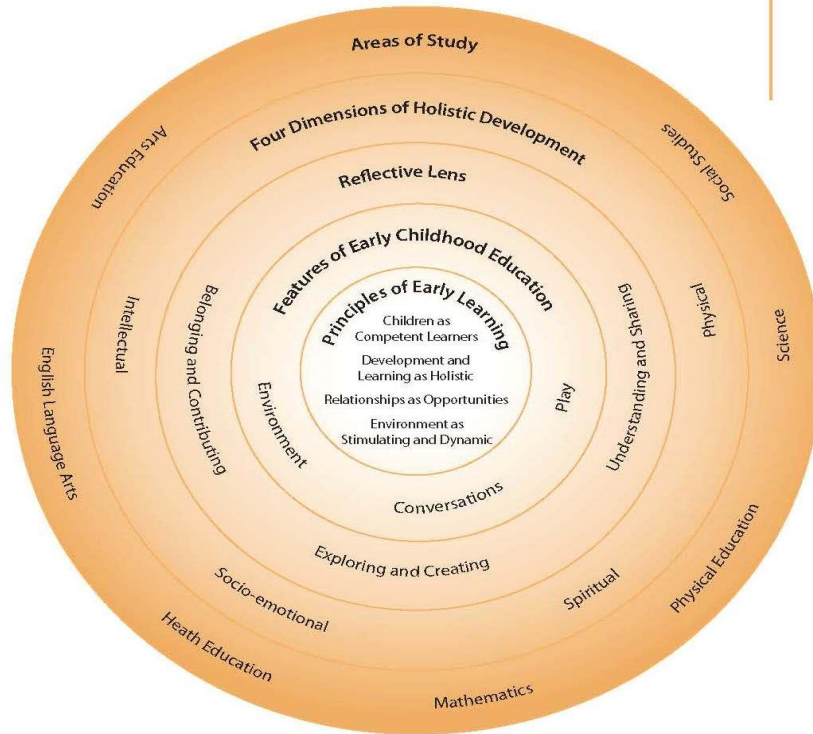 Areas of Study
Arts Education
Social Studies
English Language Arts
Science
Heath Education
Mathematics
Physical Education
Four Dimensions of Holistic Development
Intellectual
Physical
Socio-emotional
Spiritual
Reflective Lens
Belonging and Contributing
Understanding and Sharing
Exploring and Creating
Features of Early Childhood Education
Environment
Play
Conversations
Principles of Early Learning
Children as
Competent Learners
Development and
Learning as Holistic
Relationships as Opportunities
Environment as
Stimulating and Dynamic